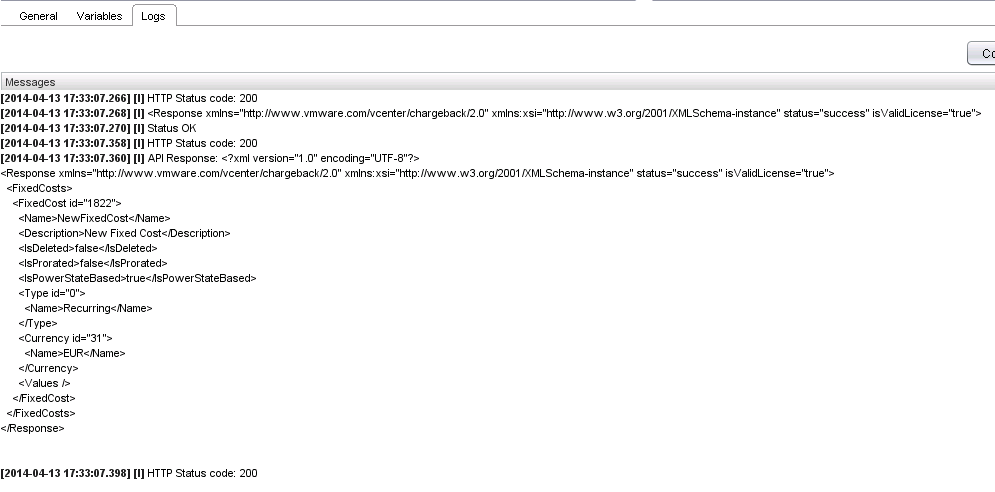 General Variables Logs
Co
Messages
[2014-04-13 17:33:07.266] [I] HTTP Status code: 200
[2014-04-13 17:33:07.268] [I] <Response xmlns="http://www.vmware.com/vcenter/chargeback/2.0" xmlns:xsi="http://www.w3.org/2001/XMLSchema-instance" status="success" isValidLicense="true">
[2014-04-13 17:33:07.270] [I] Status OK
[2014-04-13 17:33:07.358] [I] HTTP Status code: 200
[2014-04-13 17:33:07.360] [I] API Response: <?xml version="1.0" encoding="UTF-8"?>
<Response xmlns="http://www.vmware.com/vcenter/chargeback/2.0" xmlns:xsi="http://www.w3.org/2001/XMLSchema-instance" status="success" isValidLicense="true">
<FixedCosts>
<FixedCost id="1822">
<Name>NewFixedCost</Name>
<Description>New Fixed Cost</Description>
<IsDeleted>false</IsDeleted>
<IsProrated>false</IsProrated>
<IsPowerStateBased>true</IsPowerStateBased>
<Type id="0">
<Name>Recurring</Name>
</Type>
<Currency id="31">
<Name>EUR</Name>
</Currency>
<Values />
</FixedCost>
</FixedCosts>
</Response>
[2014-04-13 17:33:07.398] [I] HTTP Status code: 200